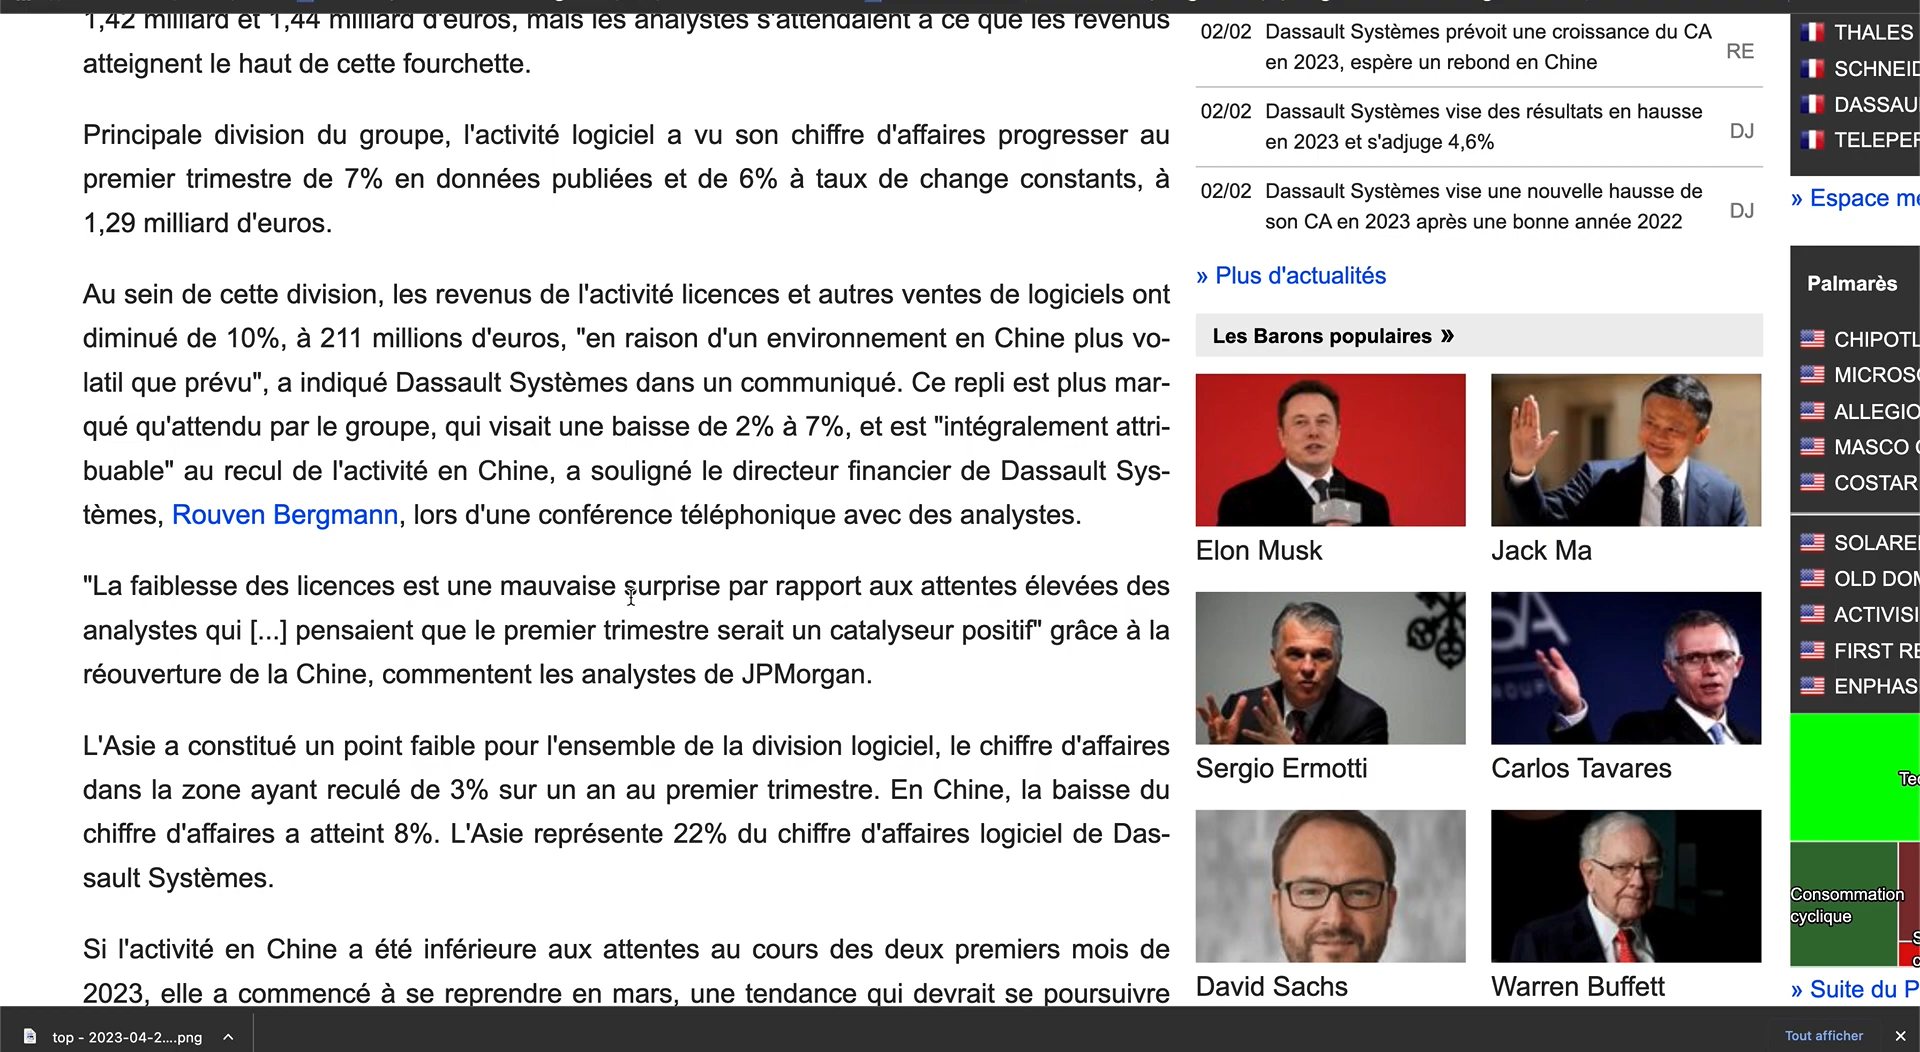 1,42 milliard et 1,44 milliard d'euros, mais les analystes s'attendaient à ce que les revenus
atteignent le haut de cette fourchette.
Principale division du groupe, l'activité logiciel a vu son chiffre d'affaires progresser au
premier trimestre de 7% en données publiées et de 6% à taux de change constants, à
1,29 milliard d'euros.
Au sein de cette division, les revenus de l'activité licences et autres ventes de logiciels ont
diminué de 10%, à 211 millions d'euros, "en raison d'un environnement en Chine plus vo-
latil que prévu", a indiqué Dassault Systèmes dans un communiqué. Ce repli est plus mar-
qué qu'attendu par le groupe, qui visait une baisse de 2% à 7%, et est "intégralement attri-
buable" au recul de l'activité en Chine, a souligné le directeur financier de Dassault Sys-
tèmes, Rouven Bergmann, lors d'une conférence téléphonique avec des analystes.
"La faiblesse des licences est une mauvaise surprise par rapport aux attentes élevées des
analystes qui [...] pensaient que le premier trimestre serait un catalyseur positif" grâce à la
réouverture de la Chine, commentent les analystes de JPMorgan.
L'Asie a constitué un point faible pour l'ensemble de la division logiciel, le chiffre d'affaires
dans la zone ayant reculé de 3% sur un an au premier trimestre. En Chine, la baisse du
chiffre d'affaires a atteint 8%. L'Asie représente 22% du chiffre d'affaires logiciel de Das-
sault Systèmes.
Si l'activité en Chine a été inférieure aux attentes au cours des deux premiers mois de
2023, elle a commencé à se reprendre en mars, une tendance qui devrait se poursuivre
02/02 Dassault Systèmes prévoit une croissance du CA
en 2023, espère un rebond en Chine RE
02/02 Dassault Systèmes vise des résultats en hausse
en 2023 et s'adjuge 4,6% DJ
02/02 Dassault Systèmes vise une nouvelle hausse de
son CA en 2023 après une bonne année 2022 DJ
» Plus d'actualités
Les Barons populaires »
Elon Musk
Jack Ma
Sergio Ermotti
Carlos Tavares
David Sachs
Warren Buffett
THALES
SCHNEID
DASSAU
TELEPER
» Espace me
Palmarès
CHIPOTL
MICROSO
ALLEGIO
MASCO
COSTAR
SOLARE
OLD DOM
ACTIVISI
FIRST RE
ENPHAS
Tec
Consommation
cyclique
» Suite du P
top - 2023-04-2....png
Tout afficher